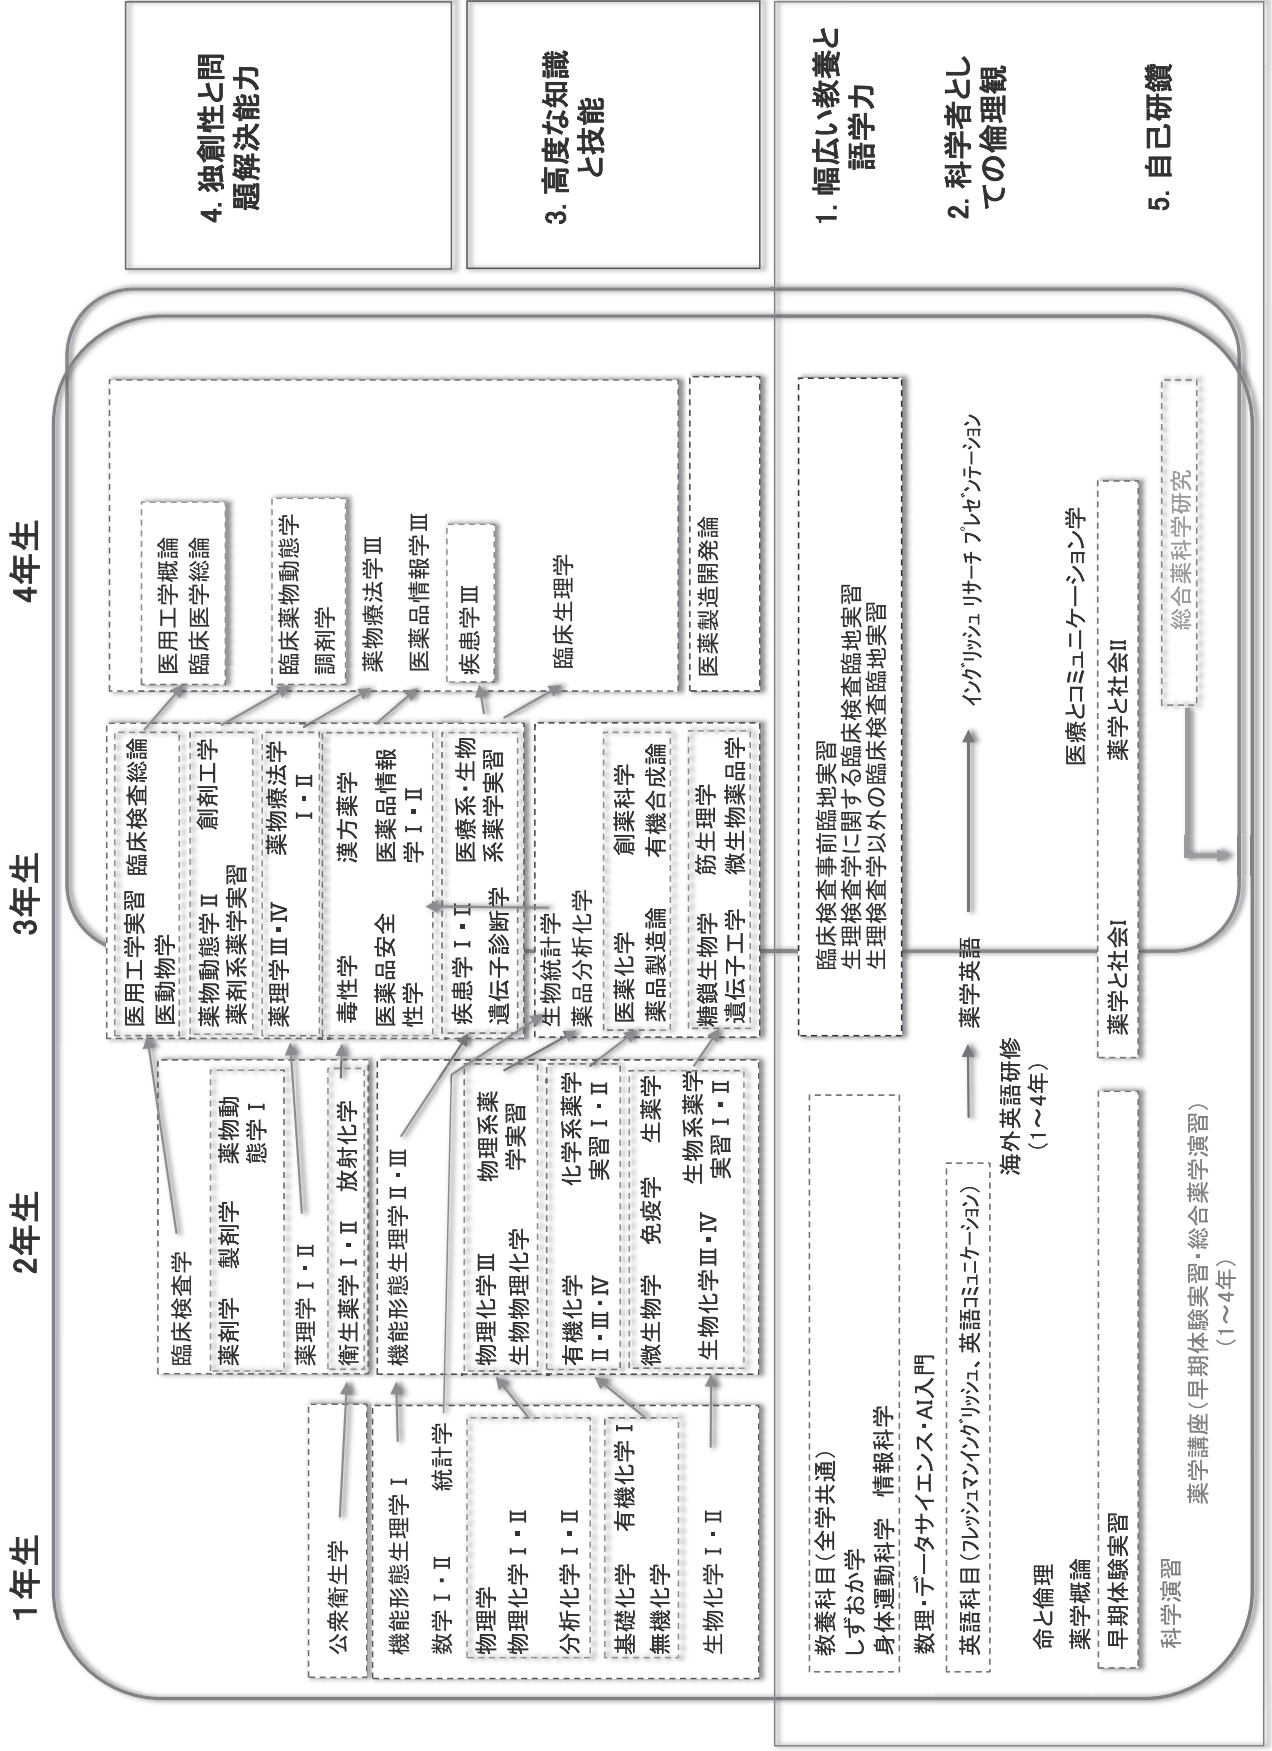 1年生
2年生
3年生
4年生
公衆衛生学
機能形態生理学Ⅰ
数学Ⅰ・Ⅱ
統計学
物理学
物理化学Ⅰ・Ⅱ
分析化学Ⅰ・Ⅱ
基礎化学
有機化学Ⅰ
無機化学
生物化学Ⅰ・Ⅱ
教養科目(全学共通)
しずおか学
身体運動科学 情報科学
数理・データサイエンス・AI入門
英語科目(フレッシュマンイングリッシュ、英語コミュニケーション)
命と倫理
薬学概論
早期体験実習
科学演習
臨床検査学
薬剤学
製剤学
薬物動
態学Ⅰ
薬理学Ⅰ・Ⅱ
衛生薬学Ⅰ・Ⅱ
放射化学
機能形態生理学Ⅱ・Ⅲ
物理化学Ⅲ
生物物理化学
物理系薬
学実習
有機化学
Ⅱ・Ⅲ・Ⅳ
化学系薬学
実習Ⅰ・Ⅱ
微生物学
免疫学
生薬学
生物化学Ⅲ・Ⅳ
生物系薬学
実習Ⅰ・Ⅱ
海外英語研修
(1~4年)
薬学講座(早期体験実習・総合薬学演習)
(1~4年)
医用工学実習
臨床検査総論
医動物学
薬物動態学Ⅱ
創剤工学
薬剤系薬学実習
薬理学Ⅲ・Ⅳ
薬物療法学
Ⅰ・Ⅱ
毒性学
漢方薬学
医薬品安全
性学
医薬品情報
学Ⅰ・Ⅱ
疾患学Ⅰ・Ⅱ
遺伝子診断学
医療系・生物
系薬学実習
生物統計学
薬品分析化学
医薬化学
創薬科学
薬品製造論
有機合成論
糖鎖生物学
筋生理学
遺伝子工学
微生物薬品学
臨床検査事前臨地実習
生理検査学に関する臨床検査臨地実習
生理検査学以外の臨床検査臨地実習
薬学英語
薬学と社会Ⅰ
医用工学概論
臨床医学総論
臨床薬物動態学
調剤学
薬物療法学Ⅲ
医薬品情報学Ⅲ
疾患学Ⅲ
臨床生理学
医薬製造開発論
イングリッシュ リサーチ プレゼンテーション
医療とコミュニケーション学
薬学と社会Ⅱ
総合薬科学研究
4. 独創性と問
題解決能力
3. 高度な知識
と技能
1. 幅広い教養と
語学力
2. 科学者とし
ての倫理観
5. 自己研鑽